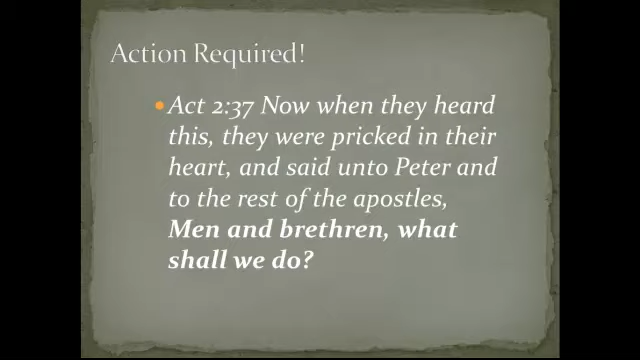 Action Required!
• Act 2:37 Now when they heard
this, they were pricked in their
heart, and said unto Peter and
to the rest of the apostles,
Men and brethren, what
shall we do?